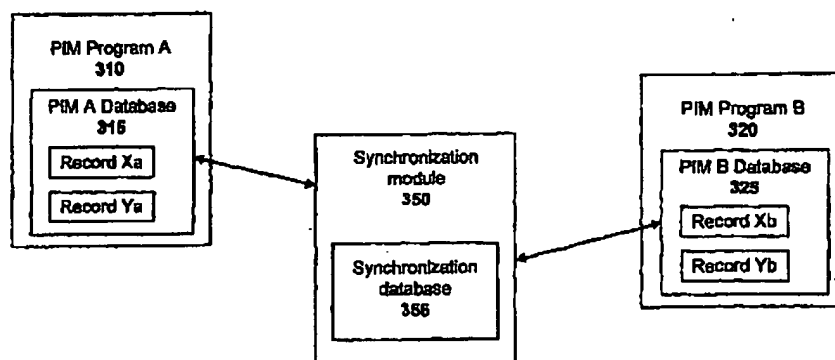 PIM Program A
310
PIM A Database
315
Record Xa
Record Ya
Synchronization
module
350
Synchronization
database
355
PIM Program B
320
PIM B Database
325
Record Xb
Record Yb